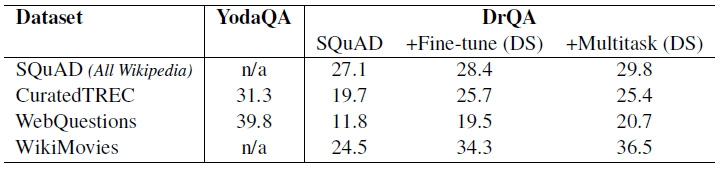 Dataset YodaQA DrQA
SQuAD +Fine-tune (DS) +Multitask (DS)
SQuAD (All Wikipedia) n/a 27.1 28.4 29.8
CuratedTREC 31.3 19.7 25.7 25.4
WebQuestions 39.8 11.8 19.5 20.7
WikiMovies n/a 24.5 34.3 36.5